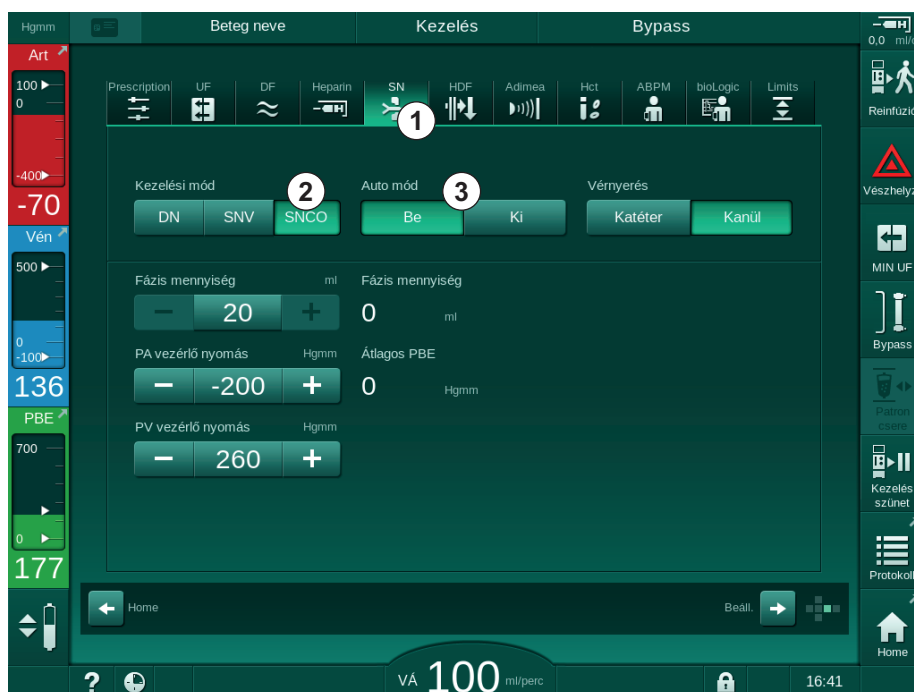 Hgmm Beteg neve Kezelés Bypass 0,0 ml/
Art
100
0
-400
-70
Vén
500
0
-100
136
PBE
700
0
177
Prescription UF DF Heparin SN HDF Adimea Hct ABPM bioLogic Limits
1
Kezelési mód 2 Auto mód 3 Vérnyerés
DN SNV SNCO Be Ki Katéter Kanül
Fázis mennyiség ml Fázis mennyiség
− 20 + 0 ml
PA vezérlő nyomás Hgmm Átlagos PBE
− -200 + 0 Hgmm
PV vezérlő nyomás Hgmm
− 260 +
Home Beáll.
Reinfúzió
Vészhelyz
MIN UF
Bypass
Patron
csere
Kezelés
szünet
Protokoll
Home
? VÁ 100 ml/perc 16:41